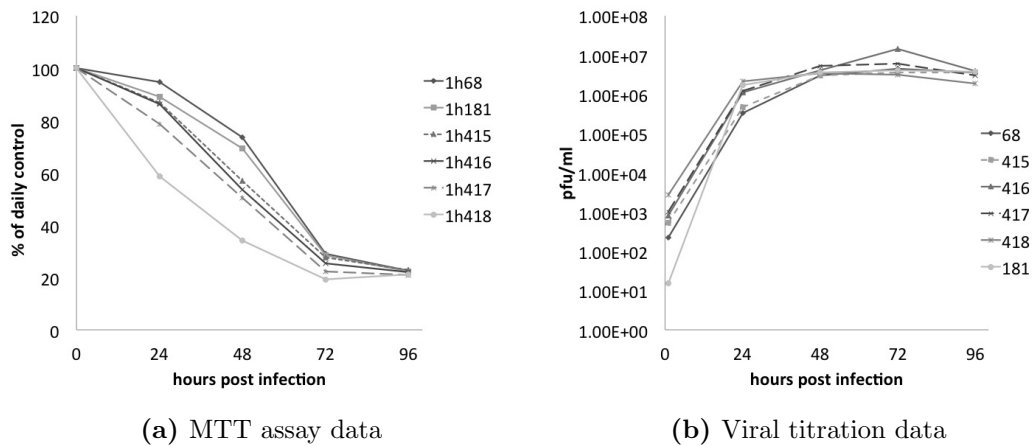 120
100
80
60
40
20
0
0 24 48 72 96
% of daily control
hours post infection
1h68
1h181
1h415
1h416
1h417
1h418
(a) MTT assay data
1.00E+08
1.00E+07
1.00E+06
1.00E+05
1.00E+04
1.00E+03
1.00E+02
1.00E+01
1.00E+00
0 24 48 72 96
pfu/ml
hours post infection
68
415
416
417
418
181
(b) Viral titration data